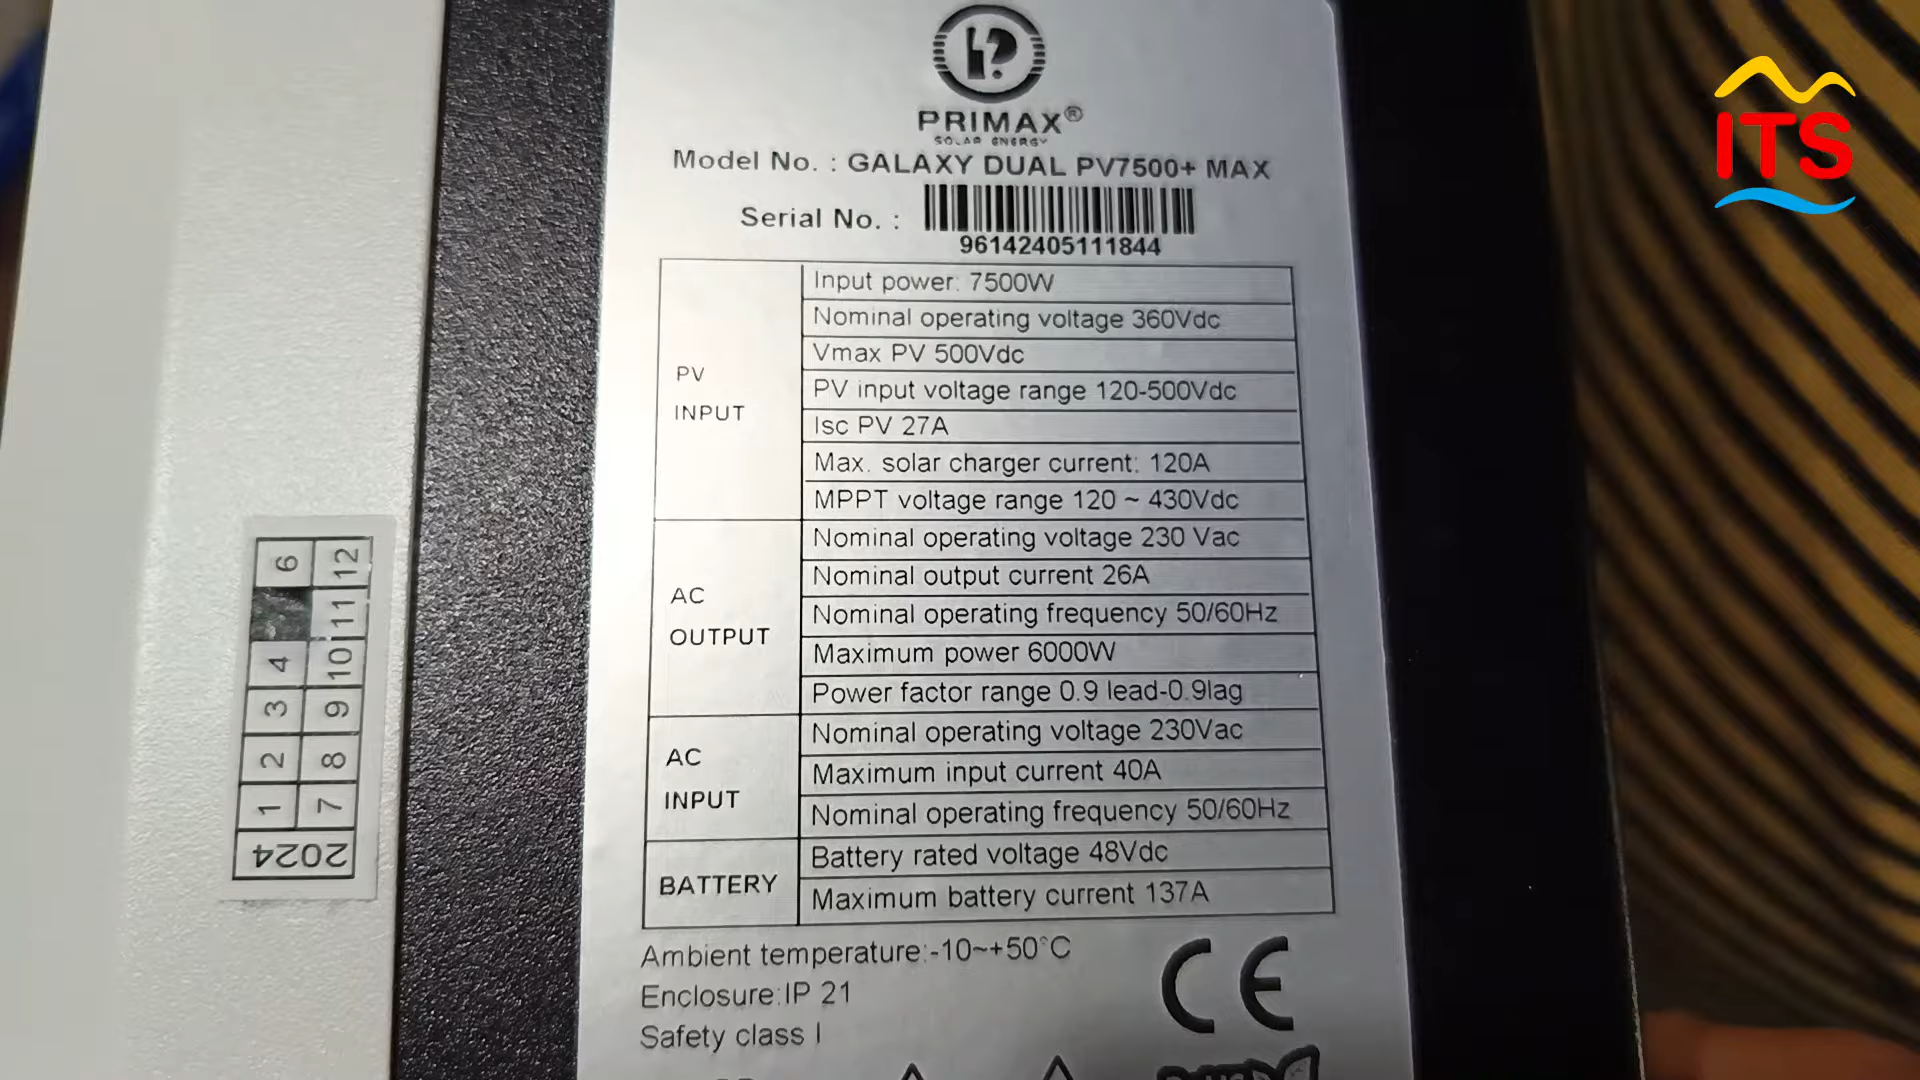 PRIMAX®
SOLAR ENERGY
Model No. : GALAXY DUAL PV7500+ MAX
Serial No. :
96142405111844
PV INPUT
Input power: 7500W
Nominal operating voltage 360Vdc
Vmax PV 500Vdc
PV input voltage range 120-500Vdc
Isc PV 27A
Max. solar charger current: 120A
MPPT voltage range 120 ~ 430Vdc
AC OUTPUT
Nominal operating voltage 230 Vac
Nominal output current 26A
Nominal operating frequency 50/60Hz
Maximum power 6000W
Power factor range 0.9 lead-0.9lag
AC INPUT
Nominal operating voltage 230Vac
Maximum input current 40A
Nominal operating frequency 50/60Hz
BATTERY
Battery rated voltage 48Vdc
Maximum battery current 137A
Ambient temperature:-10~+50°C
Enclosure:IP 21
Safety class I
CE
2024
1 2 3 4 6
7 8 9 10 11 12
ITS